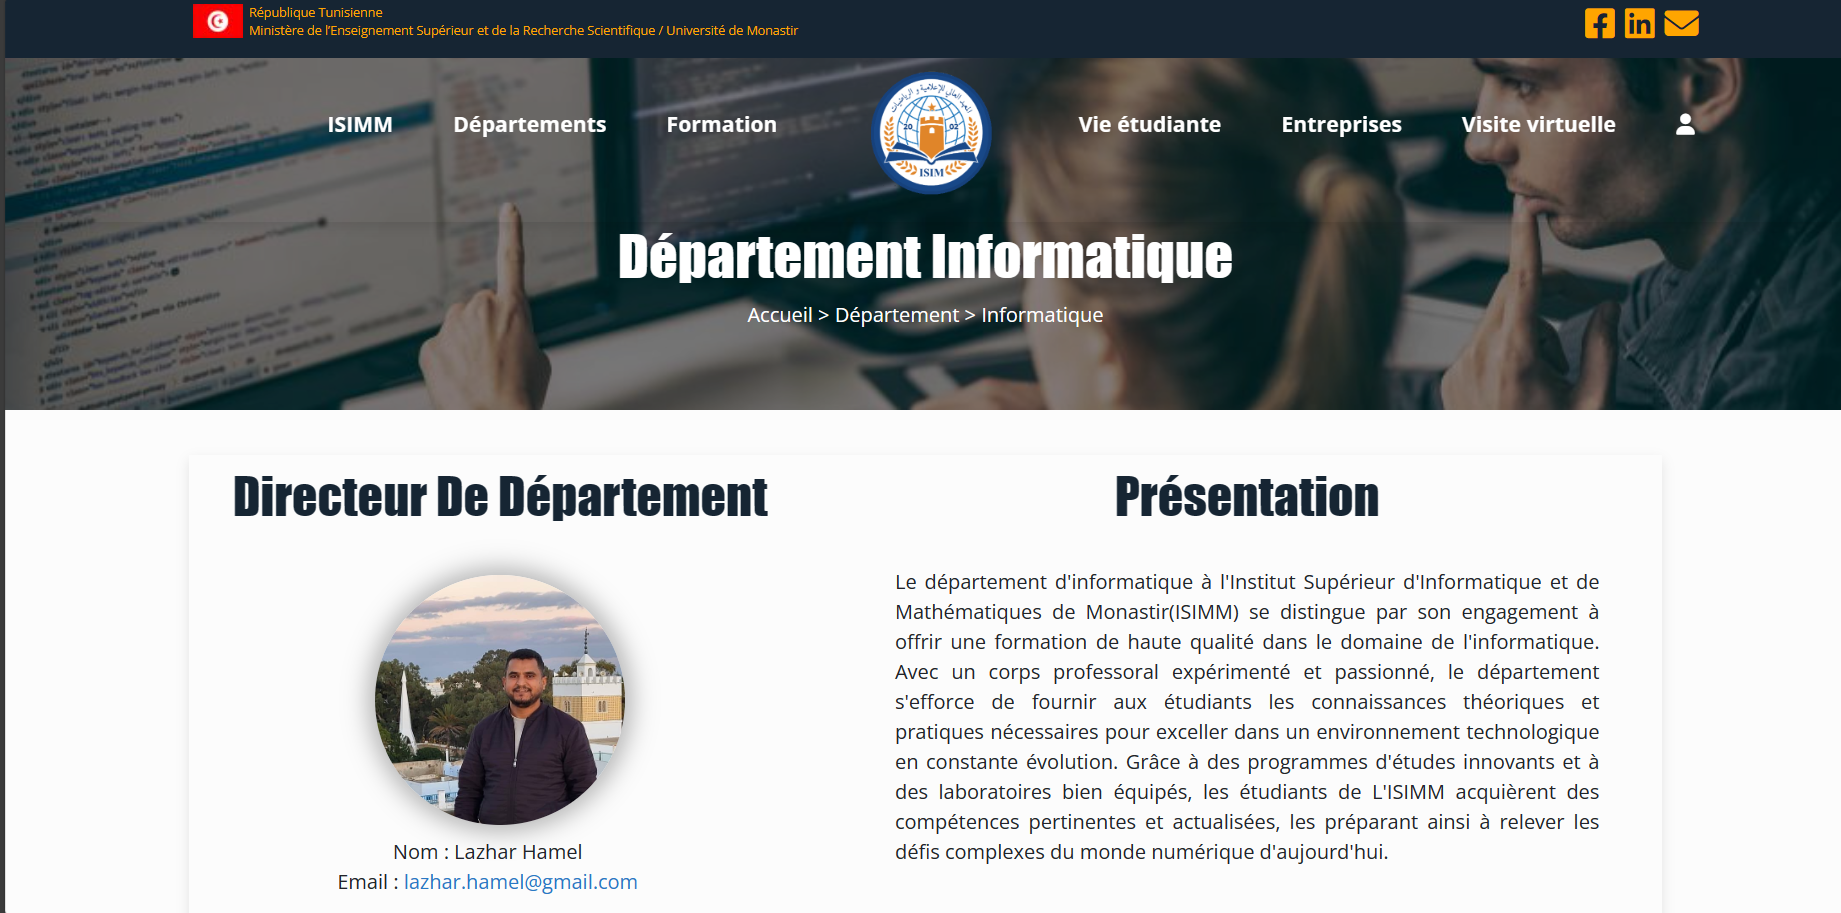 République Tunisienne
Ministère de l'Enseignement Supérieur et de la Recherche Scientifique / Université de Monastir
ISIMM
Départements
Formation
المعهد العالي للإعلامية و الرياضيات
20 02
ISIM
Vie étudiante
Entreprises
Visite virtuelle
Département Informatique
Accueil > Département > Informatique
Directeur De Département
Nom : Lazhar Hamel
Email : lazhar.hamel@gmail.com
Présentation
Le département d'informatique à l'Institut Supérieur d'Informatique et de
Mathématiques de Monastir(ISIMM) se distingue par son engagement à
offrir une formation de haute qualité dans le domaine de l'informatique.
Avec un corps professoral expérimenté et passionné, le département
s'efforce de fournir aux étudiants les connaissances théoriques et
pratiques nécessaires pour exceller dans un environnement technologique
en constante évolution. Grâce à des programmes d'études innovants et à
des laboratoires bien équipés, les étudiants de L'ISIMM acquièrent des
compétences pertinentes et actualisées, les préparant ainsi à relever les
défis complexes du monde numérique d'aujourd'hui.